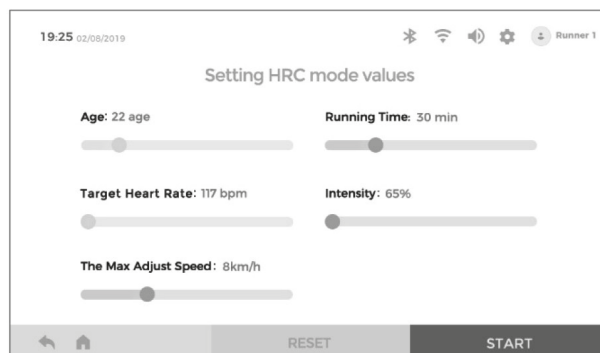 19:25 02/08/2019 Runner 1
Setting HRC mode values
Age: 22 age
Running Time: 30 min
Target Heart Rate: 117 bpm
Intensity: 65%
The Max Adjust Speed: 8km/h
RESET
START